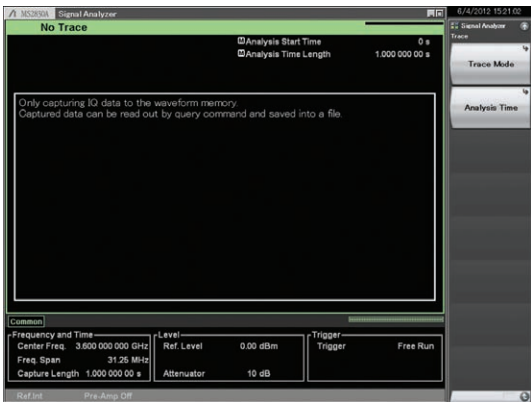 MS2830A Signal Analyzer
6/4/2012 15:21:02
No Trace
Signal Analyzer
Trace
M Analysis Start Time 0 s
M Analysis Time Length 1.000 000 00 s
Trace Mode
Analysis Time
Only capturing IQ data to the waveform memory.
Captured data can be read out by query command and saved into a file.
Common
Frequency and Time
Center Freq. 3.600 000 000 GHz
Freq. Span 31.25 MHz
Capture Length 1.000 000 00 s
Level
Ref. Level 0.00 dBm
Attenuator 10 dB
Trigger
Trigger Free Run
Ref.Int Pre-Amp Off